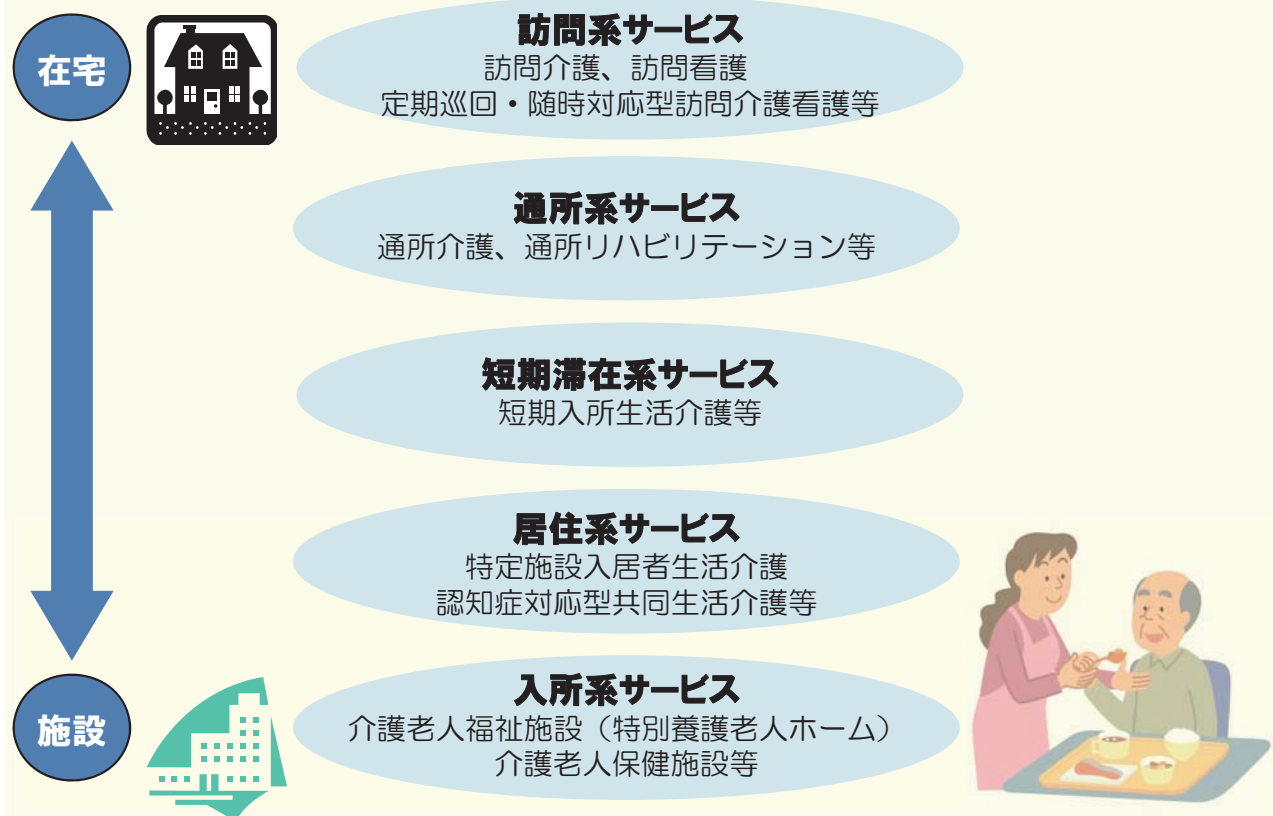 在宅
訪問系サービス
訪問介護、訪問看護
定期巡回・随時対応型訪問介護看護等
通所系サービス
通所介護、通所リハビリテーション等
短期滞在系サービス
短期入所生活介護等
居住系サービス
特定施設入居者生活介護
認知症対応型共同生活介護等
施設
入所系サービス
介護老人福祉施設（特別養護老人ホーム）
介護老人保健施設等